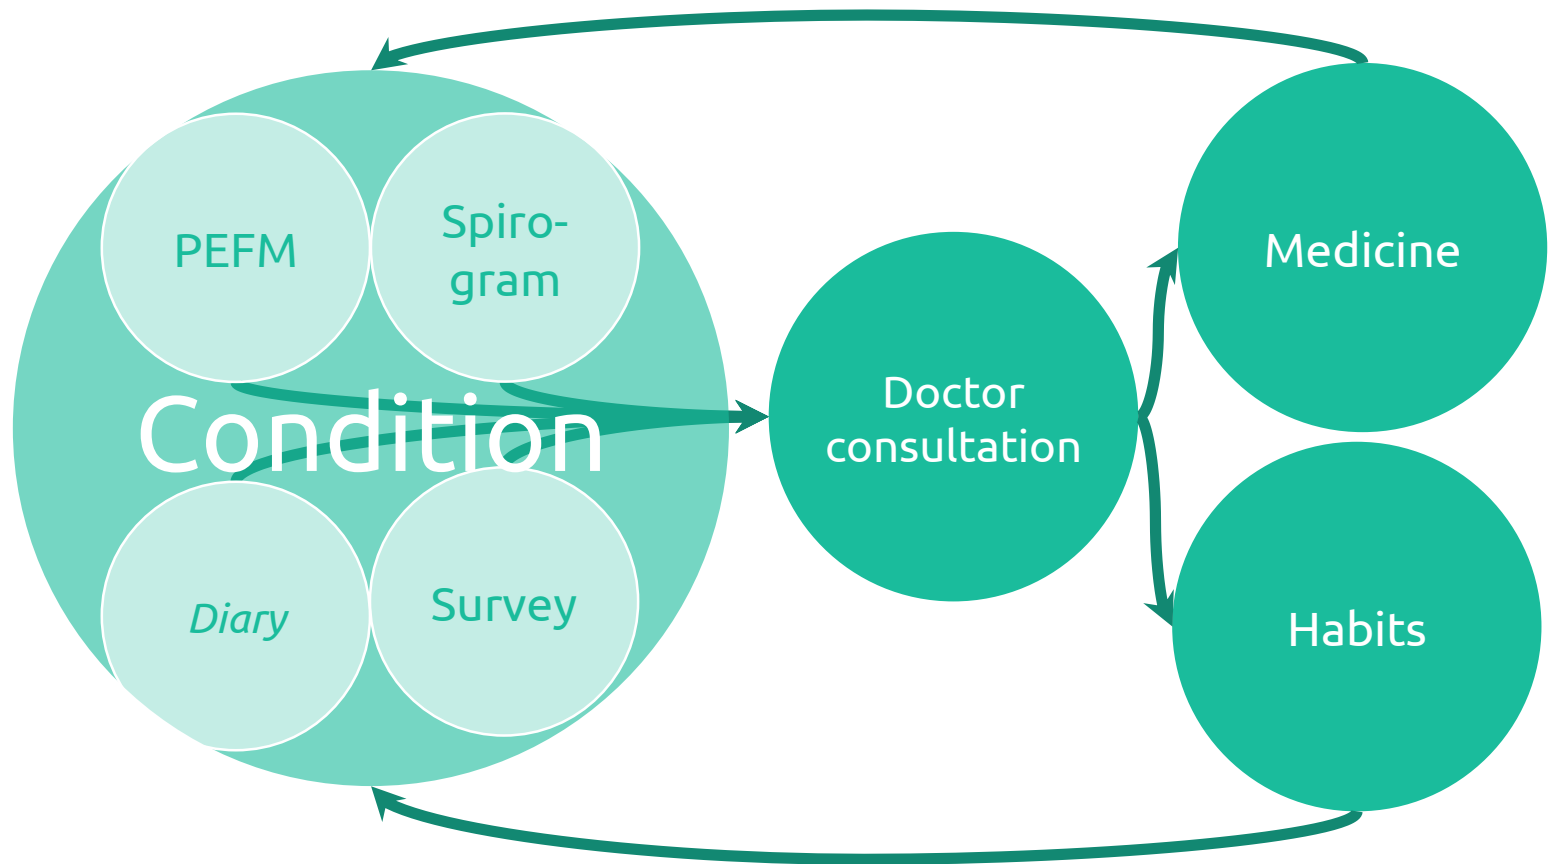 PEFM
Spiro-
gram
Condition
Diary
Survey
Doctor
consultation
Medicine
Habits